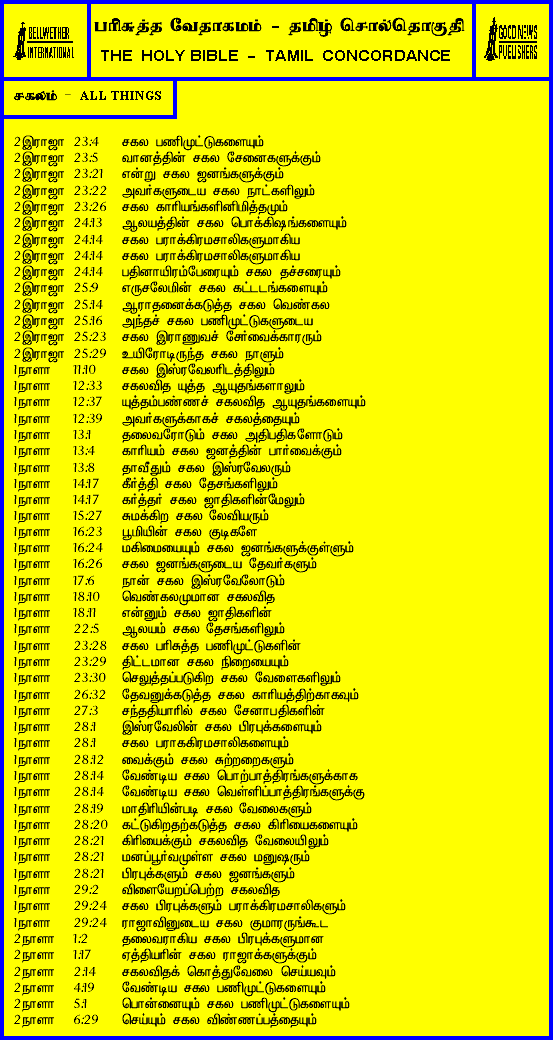 BELLWETHER
INTERNATIONAL
பரிசுத்த வேதாகமம் - தமிழ் சொல்தொகுதி
THE HOLY BIBLE - TAMIL CONCORDANCE
GOOD NEWS
PUBLISHERS
சகலம் - ALL THINGS
2இராஜா 23:4 சகல பணிமுட்டுகளையும்
2இராஜா 23:5 வானத்தின் சகல சேனைகளுக்கும்
2இராஜா 23:21 என்று சகல ஜனங்களுக்கும்
2இராஜா 23:22 அவர்களுடைய சகல நாட்களிலும்
2இராஜா 23:26 சகல காரியங்களினிமித்தமும்
2இராஜா 24:13 ஆலயத்தின் சகல பொக்கிஷங்களையும்
2இராஜா 24:14 சகல பராக்கிரமசாலிகளுமாகிய
2இராஜா 24:14 சகல பராக்கிரமசாலிகளுமாகிய
2இராஜா 24:14 பதினாயிரம்பேரையும் சகல தச்சரையும்
2இராஜா 25:9 எருசலேமின் சகல கட்டடங்களையும்
2இராஜா 25:14 ஆராதனைக்கடுத்த சகல வெண்கல
2இராஜா 25:16 அந்தச் சகல பணிமுட்டுகளுடைய
2இராஜா 25:23 சகல இராணுவச் சேர்வைக்காரரும்
2இராஜா 25:29 உயிரோடிருந்த சகல நாளும்
1நாளா 11:10 சகல இஸ்ரவேலரிடத்திலும்
1நாளா 12:33 சகலவித யுத்த ஆயுதங்களாலும்
1நாளா 12:37 யுத்தம்பண்ணச் சகலவித ஆயுதங்களையும்
1நாளா 12:39 அவர்களுக்காகச் சகலத்தையும்
1நாளா 13:1 தலைவரோடும் சகல அதிபதிகளோடும்
1நாளா 13:4 காரியம் சகல ஜனத்தின் பார்வைக்கும்
1நாளா 13:8 தாவீதும் சகல இஸ்ரவேலரும்
1நாளா 14:17 கீர்த்தி சகல தேசங்களிலும்
1நாளா 14:17 கர்த்தர் சகல ஜாதிகளின்மேலும்
1நாளா 15:27 சுமக்கிற சகல லேவியரும்
1நாளா 16:23 பூமியின் சகல குடிகளே
1நாளா 16:24 மகிமையையும் சகல ஜனங்களுக்குள்ளும்
1நாளா 16:26 சகல ஜனங்களுடைய தேவர்களும்
1நாளா 17:6 நான் சகல இஸ்ரவேலோடும்
1நாளா 18:10 வெண்கலமுமான சகலவித
1நாளா 18:11 என்னும் சகல ஜாதிகளின்
1நாளா 22:5 ஆலயம் சகல தேசங்களிலும்
1நாளா 23:28 சகல பரிசுத்த பணிமுட்டுகளின்
1நாளா 23:29 திட்டமான சகல நிறையையும்
1நாளா 23:30 செலுத்தப்படுகிற சகல வேளைகளிலும்
1நாளா 26:32 தேவனுக்கடுத்த சகல காரியத்திற்காகவும்
1நாளா 27:3 சந்ததியாரில் சகல சேனாபதிகளின்
1நாளா 28:1 இஸ்ரவேலின் சகல பிரபுக்களையும்
1நாளா 28:1 சகல பராகக்கிரமசாலிகளையும்
1நாளா 28:12 வைக்கும் சகல சுற்றறைகளும்
1நாளா 28:14 வேண்டிய சகல பொற்பாத்திரங்களுக்காக
1நாளா 28:14 வேண்டிய சகல வெள்ளிப்பாத்திரங்களுக்கு
1நாளா 28:19 மாதிரியின்படி சகல வேலைகளும்
1நாளா 28:20 கட்டுகிறதற்கடுத்த சகல கிரியைகளையும்
1நாளா 28:21 கிரியைக்கும் சகலவித வேலையிலும்
1நாளா 28:21 மனப்பூர்வமுள்ள சகல மனுஷரும்
1நாளா 28:21 பிரபுக்களும் சகல ஜனங்களும்
1நாளா 29:2 விளையேறப்பெற்ற சகலவித
1நாளா 29:24 சகல பிரபுக்களும் பராக்கிரமசாலிகளும்
1நாளா 29:24 ராஜாவினுடைய சகல குமாரருங்கூட
2நாளா 1:2 தலைவராகிய சகல பிரபுக்களுமான
2நாளா 1:17 ஏத்தியரின் சகல ராஜாக்களுக்கும்
2நாளா 2:14 சகலவிதக் கொத்துவேலை செய்யவும்
2நாளா 4:19 வேண்டிய சகல பணிமுட்டுகளையும்
2நாளா 5:1 பொன்னையும் சகல பணிமுட்டுகளையும்
2நாளா 6:29 செய்யும் சகல விண்ணப்பத்தையும்